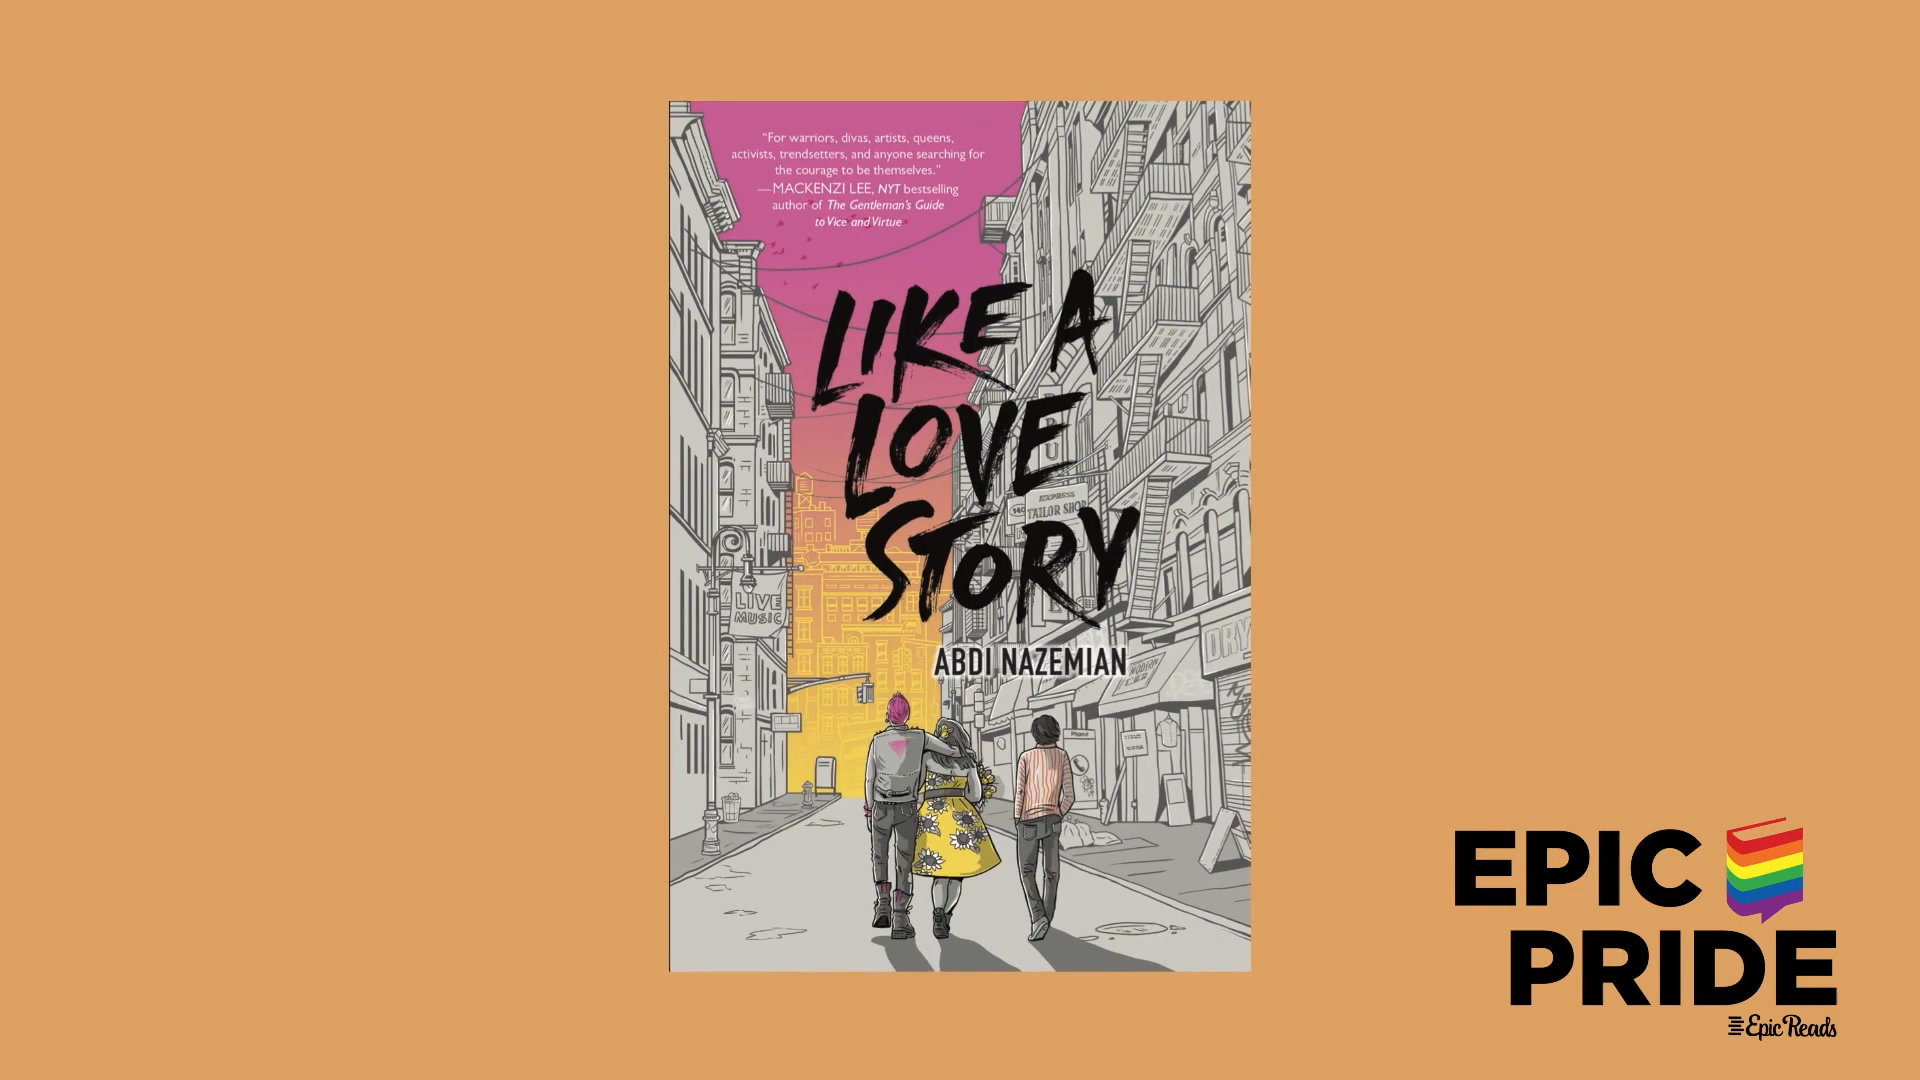 “For warriors, divas, artists, queens,
activists, trendsetters, and anyone searching for
the courage to be themselves.”
—MACKENZI LEE, NYT bestselling
author of The Gentleman’s Guide
to Vice and Virtue
LIKE A
LOVE
STORY
ABDI NAZEMIAN
EXPRESS
TAILOR SHOP
LIVE
MUSIC
DRY
Phone
EPIC
PRIDE
Epic Reads